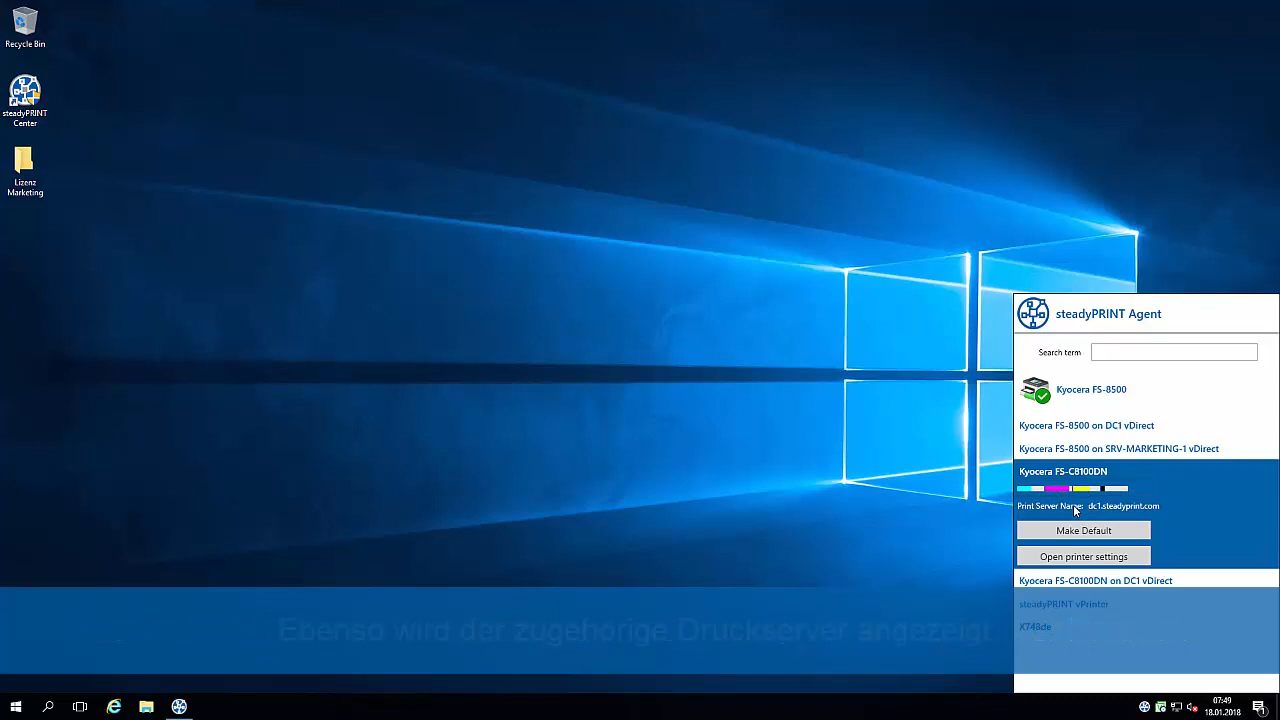 Recycle Bin
steadyPRINT
Center
Lizenz
Marketing
steadyPRINT Agent
Search term
Kyocera FS-8500
Kyocera FS-8500 on DC1 vDirect
Kyocera FS-8500 on SRV-MARKETING-1 vDirect
Kyocera FS-C8100DN
Print Server Name: dc1.steadyprint.com
Make Default
Open printer settings
Kyocera FS-C8100DN on DC1 vDirect
steadyPRINT vPrinter
X748de
Ebenso wird der zugehörige Druckserver angezeigt
07:49
18.01.2018